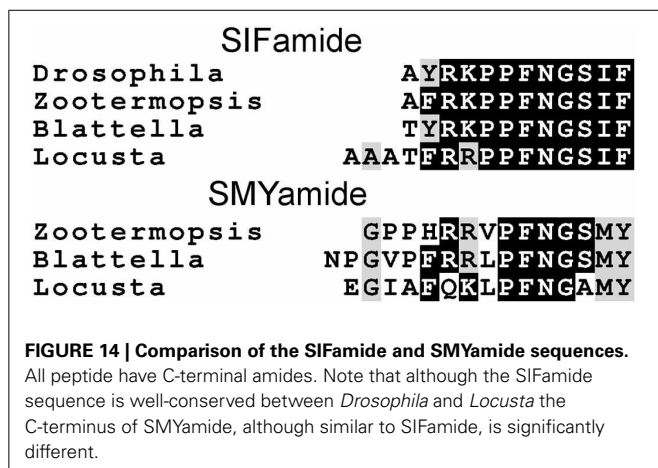 SIFamide
Drosophila AYRKPPFNGSIF
Zootermopsis AFRKPPFNGSIF
Blattella TYRKPPFNGSIF
Locusta AAATFRRPPFNGSIF
SMYamide
Zootermopsis GPPHRRVPFNGSMY
Blattella NPGVPFRRLPFNGSMY
Locusta EGIAFQKLPFNGAMY
FIGURE 14 | Comparison of the SIFamide and SMYamide sequences.
All peptide have C-terminal amides. Note that although the SIFamide
sequence is well-conserved between Drosophila and Locusta the
C-terminus of SMYamide, although similar to SIFamide, is significantly
different.